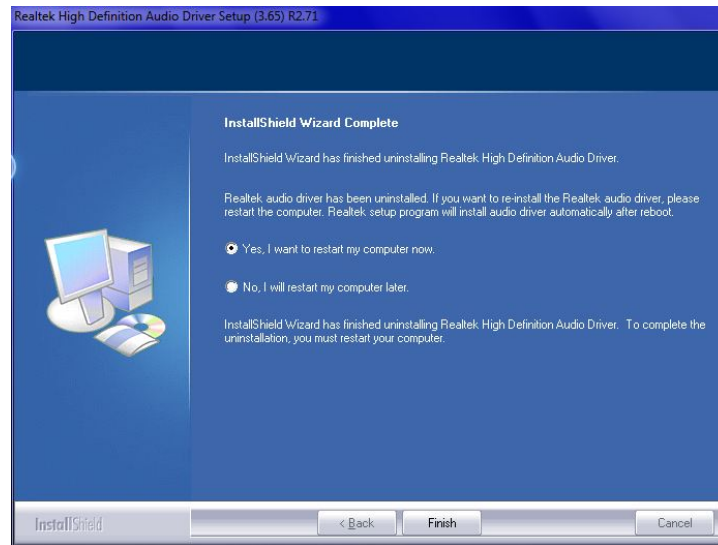 Realtek High Definition Audio Driver Setup (3.65) R2.71
InstallShield Wizard Complete
InstallShield Wizard has finished uninstalling Realtek High Definition Audio Driver.
Realtek audio driver has been uninstalled. If you want to re-install the Realtek audio driver, please
restart the computer. Realtek setup program will install audio driver automatically after reboot.
Yes, I want to restart my computer now.
No, I will restart my computer later.
InstallShield Wizard has finished uninstalling Realtek High Definition Audio Driver. To complete the
uninstallation, you must restart your computer.
InstallShield
< Back
Finish
Cancel